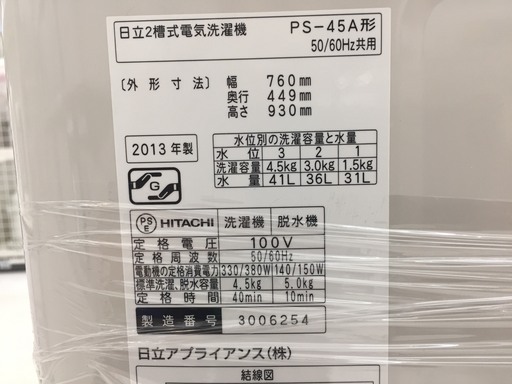 日立2槽式電気洗濯機 PS-45A形
50/60Hz共用
〔外形寸法〕幅 760mm
奥行 449mm
高さ 930mm
2013年製
水位別の洗濯容量と水量
水位 3 2 1
洗濯容量 4.5kg 3.0kg 1.5kg
水量 41L 36L 31L
G
PS E HITACHI 洗濯機 脱水機
定格電圧 100V
定格周波数 50/60Hz
電動機の定格消費電力 330/380W 140/150W
標準洗濯、脱水容量 4.5kg 5.0kg
定格時間 40min 10min
製造番号 3006254
日立アプライアンス(株)
結線図